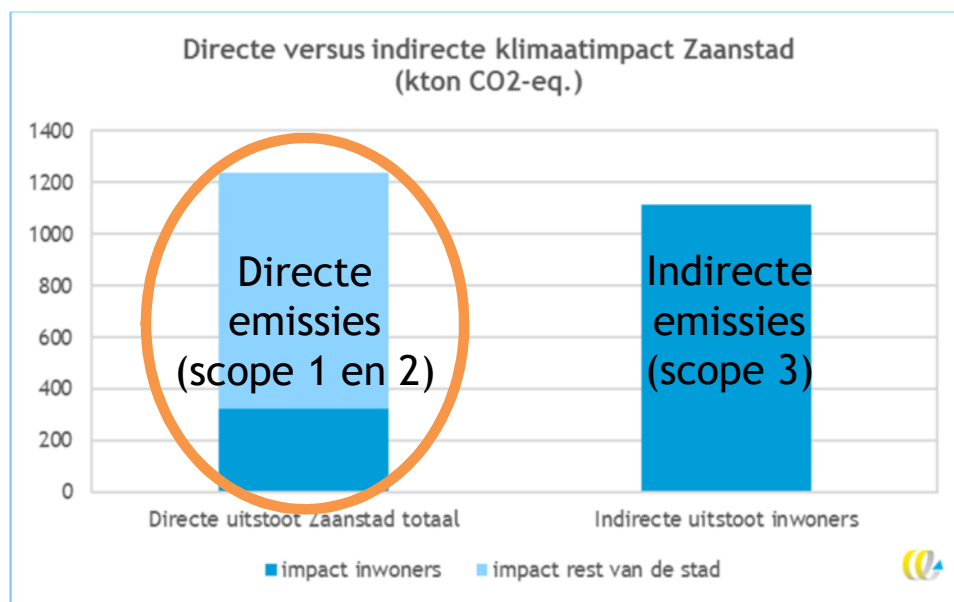 Directe versus indirecte klimaatimpact Zaanstad
(kton CO2-eq.)
1400
1200
1000
800
600
400
200
0
Directe
emissies
(scope 1 en 2)
Indirecte
emissies
(scope 3)
Directe uitstoot Zaanstad totaal
Indirecte uitstoot inwoners
impact inwoners
impact rest van de stad